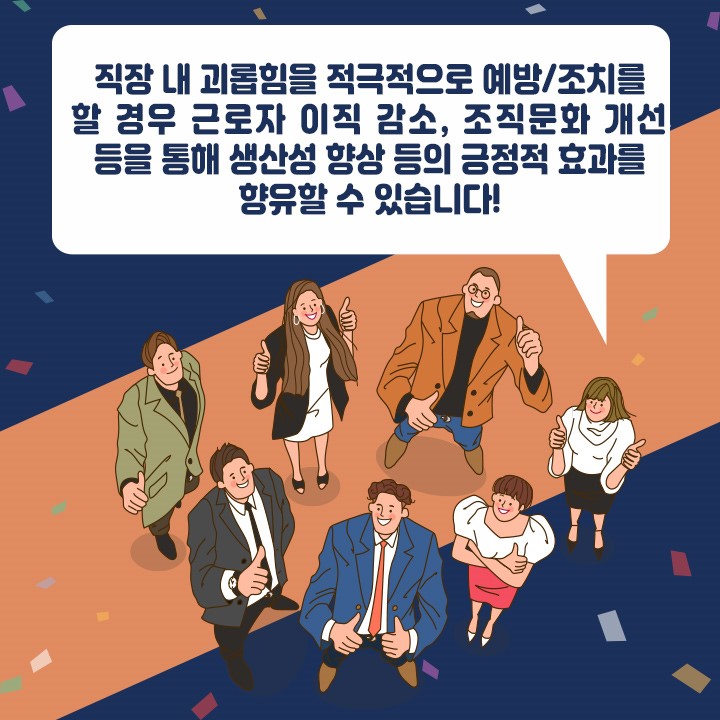 직장 내 괴롭힘을 적극적으로 예방/조치를
할 경우 근로자 이직 감소, 조직문화 개선
등을 통해 생산성 향상 등의 긍정적 효과를
향유할 수 있습니다!